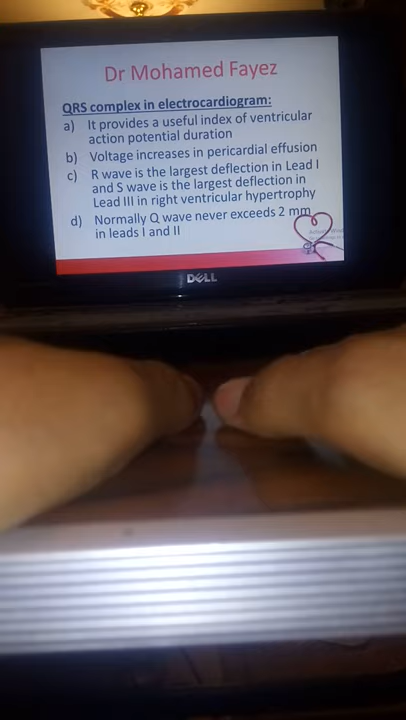 Dr Mohamed Fayez
QRS complex in electrocardiogram:
a) It provides a useful index of ventricular
action potential duration
b) Voltage increases in pericardial effusion
c) R wave is the largest deflection in Lead I
and S wave is the largest deflection in
Lead III in right ventricular hypertrophy
d) Normally Q wave never exceeds 2 mm
in leads I and II
DELL